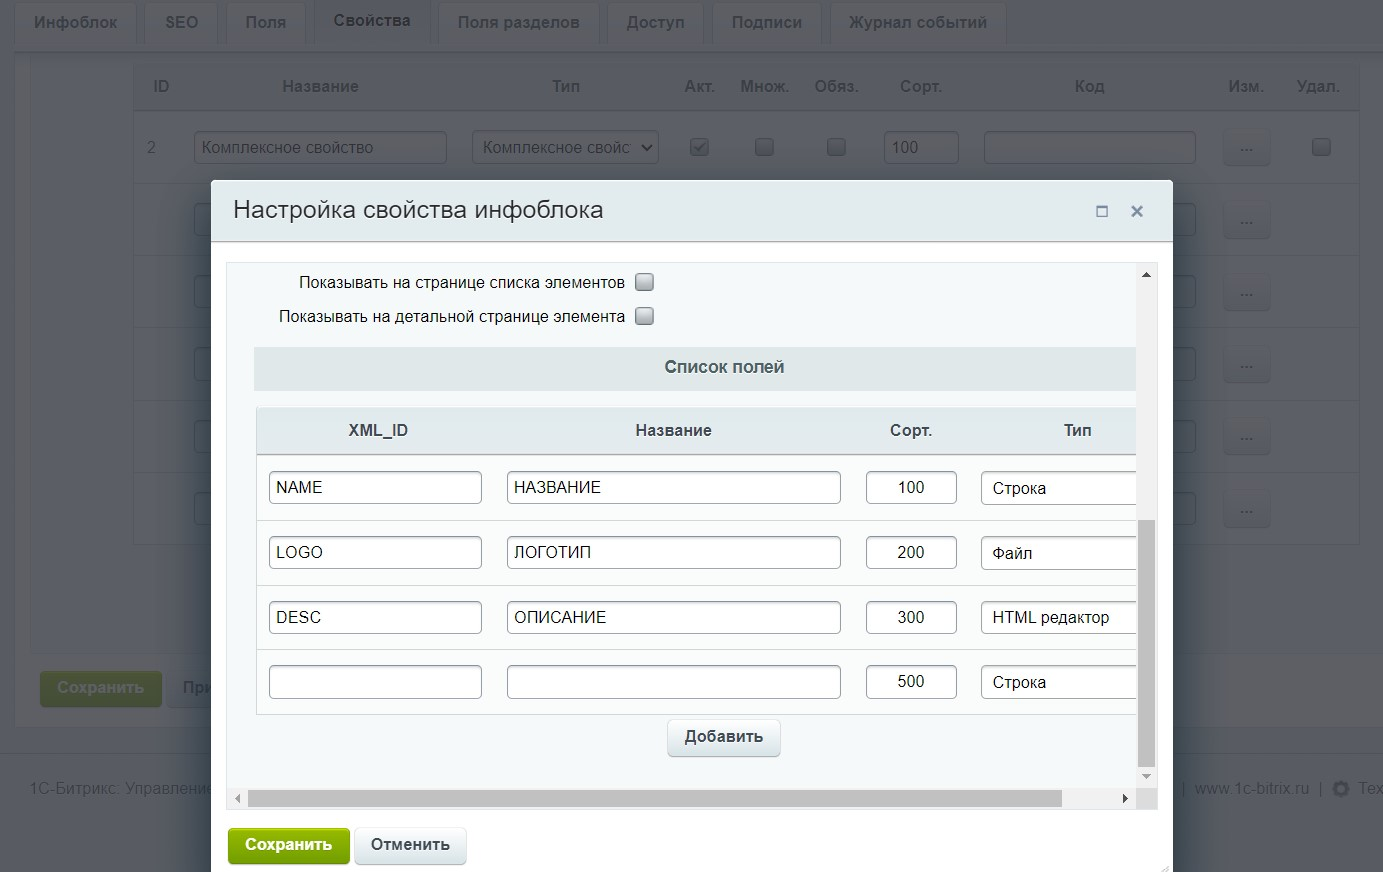 Инфоблок SEO Поля Свойства Поля разделов Доступ Подписи Журнал событий
ID Название Тип Акт. Множ. Обяз. Сорт. Код Изм. Удал.
2 Комплексное свойство Комплексное свойс 100 ...
Настройка свойства инфоблока
...
Показывать на странице списка элементов
...
Показывать на детальной странице элемента
Список полей
...
XML_ID Название Сорт. Тип
...
NAME НАЗВАНИЕ 100 Строка
...
LOGO ЛОГОТИП 200 Файл
DESC ОПИСАНИЕ 300 HTML редактор
500 Строка
Сохранить При
Добавить
1С-Битрикс: Управление | www.1c-bitrix.ru | Тех
Сохранить Отменить